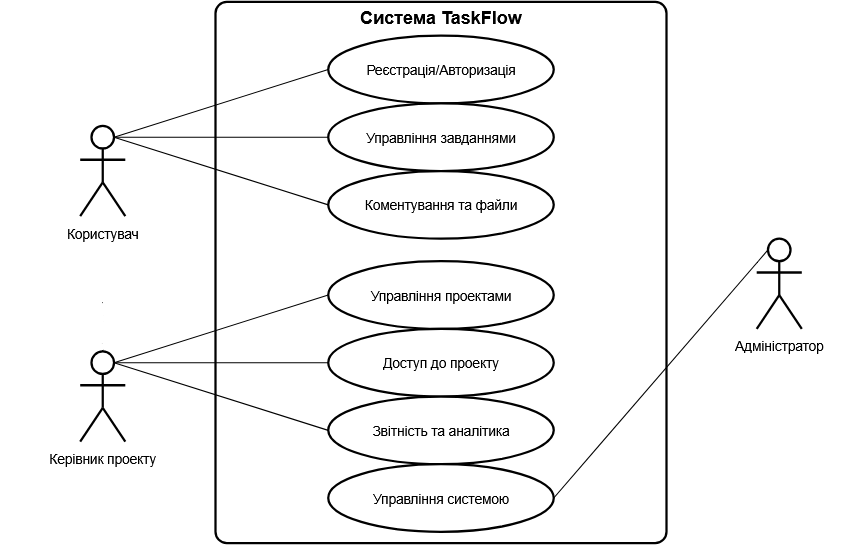 Система TaskFlow
Реєстрація/Авторизація
Управління завданнями
Коментування та файли
Користувач
Управління проектами
Доступ до проекту
Звітність та аналітика
Управління системою
Керівник проекту
Адміністратор